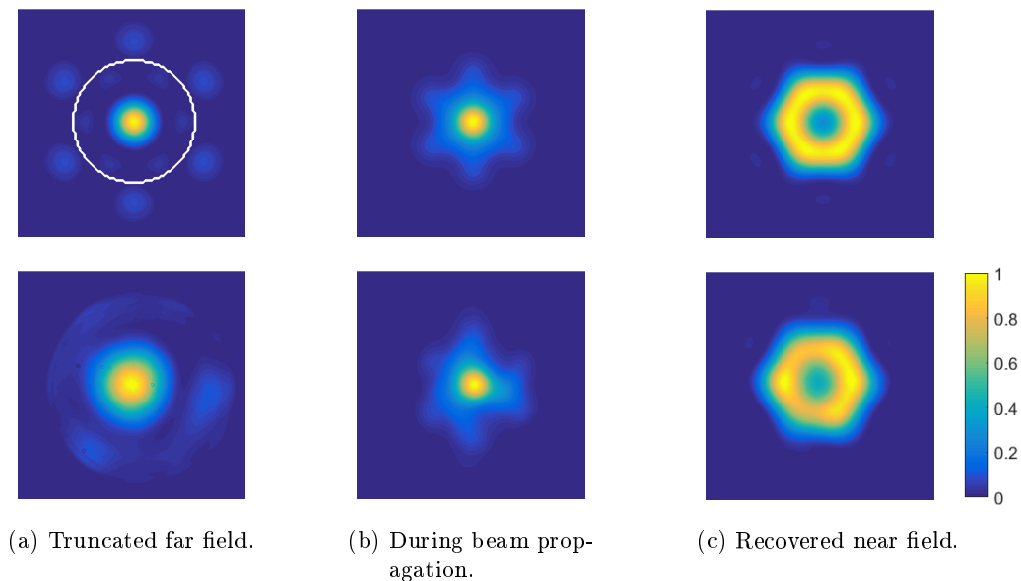 1
0.8
0.6
0.4
0.2
0
(a) Truncated far field.
(b) During beam prop-
agation.
(c) Recovered near field.